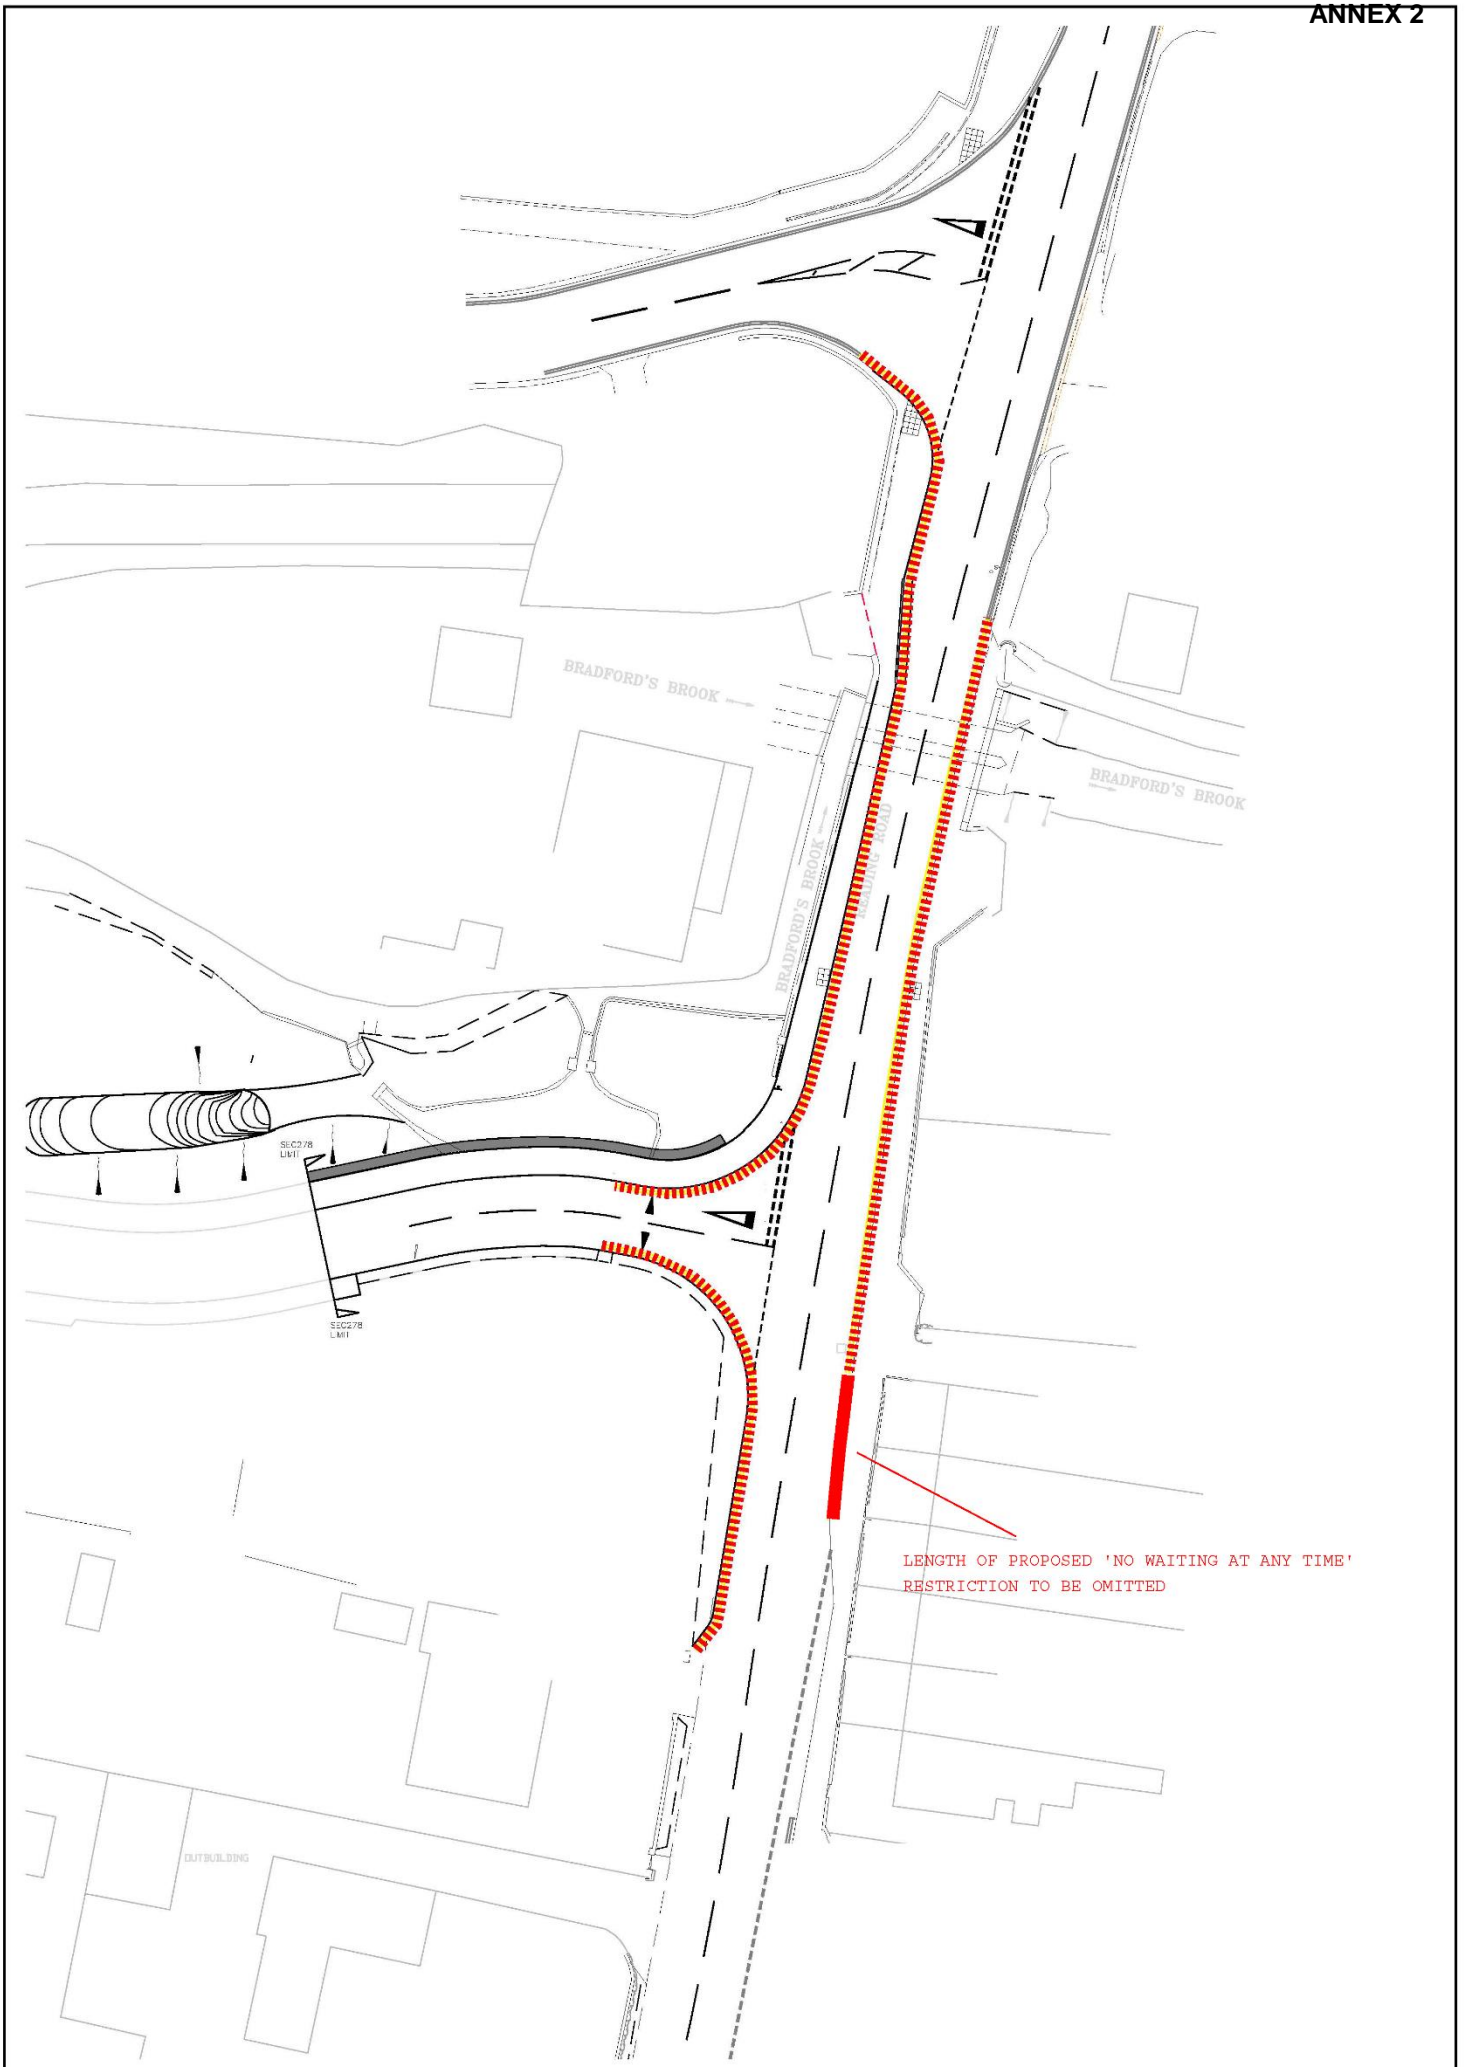 ANNEX 2
BRADFORD'S BROOK
BRADFORD'S BROOK
BRADFORD'S BROOK
READING ROAD
SEC278
LIMIT
SEC278
LIMIT
LENGTH OF PROPOSED 'NO WAITING AT ANY TIME'
RESTRICTION TO BE OMITTED
OUTBUILDING